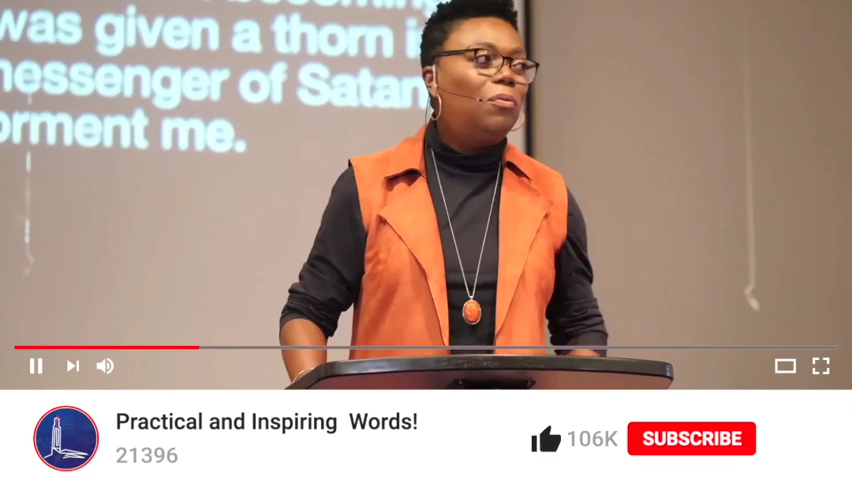 was given a thorn i
messenger of Satan,
orment me.
Practical and Inspiring Words!
21396
106K
SUBSCRIBE